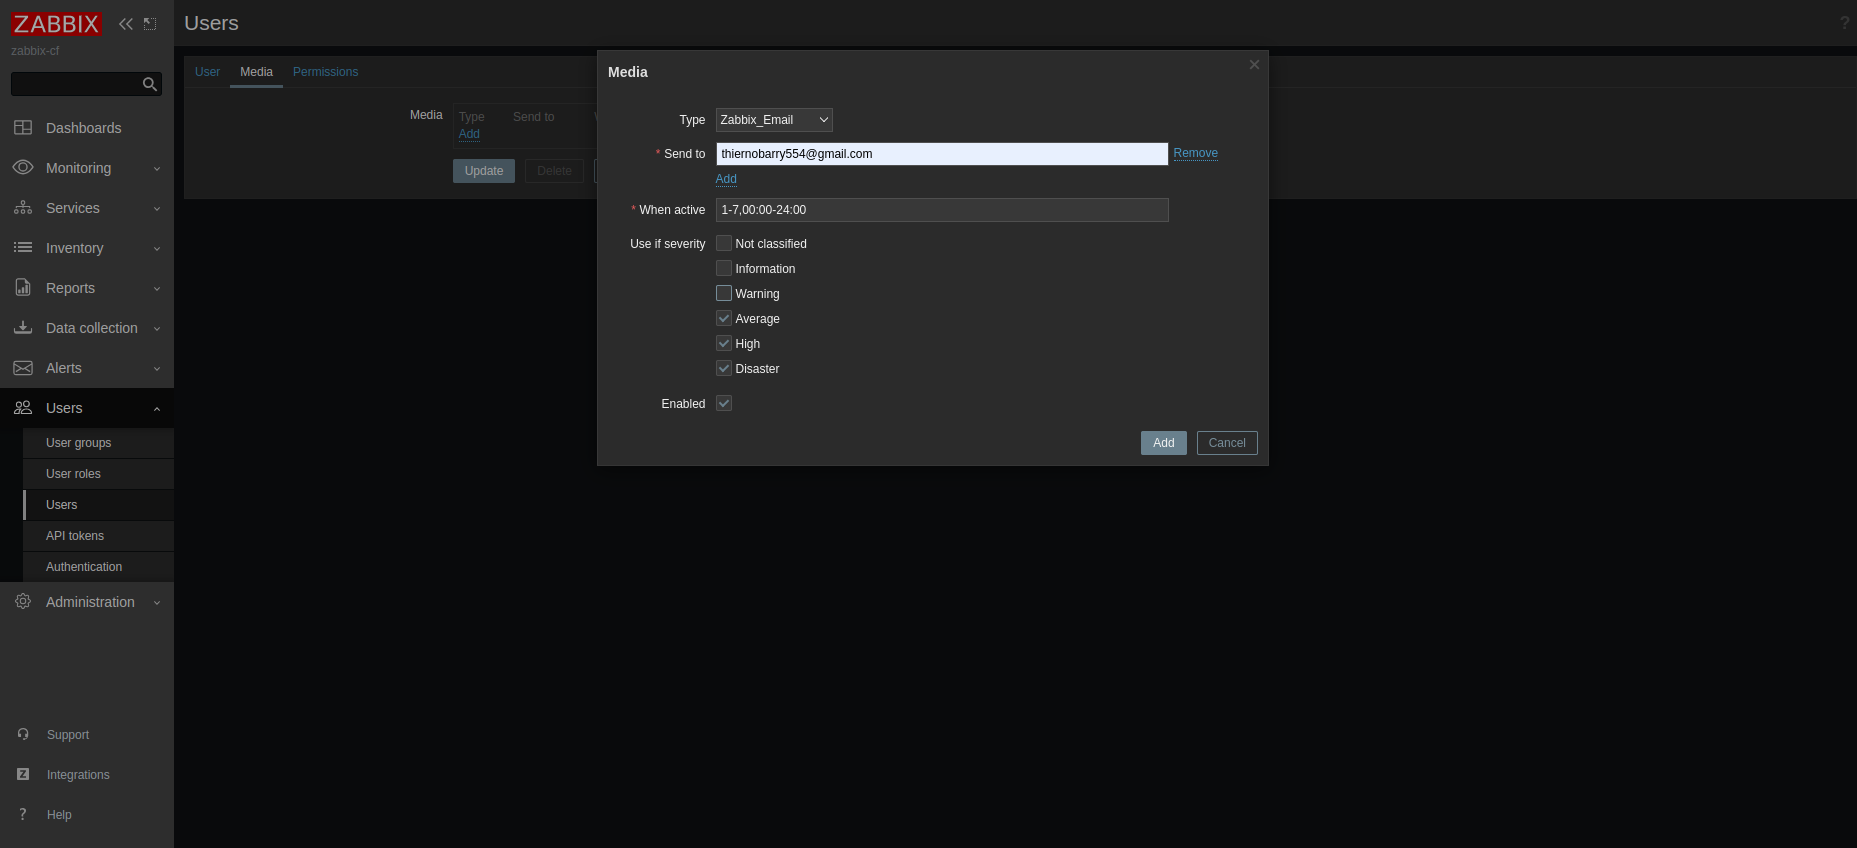 ZABBIX
zabbix-cf
Dashboards
Monitoring
Services
Inventory
Reports
Data collection
Alerts
Users
User groups
User roles
Users
API tokens
Authentication
Administration
Support
Integrations
? Help
Users
?
User Media Permissions
Media
Type Send to
Add
Update Delete
Media
Type Zabbix_Email
* Send to thiernobarry554@gmail.com Remove
Add
* When active 1-7,00:00-24:00
Use if severity Not classified
Information
Warning
Average
High
Disaster
Enabled
Add Cancel